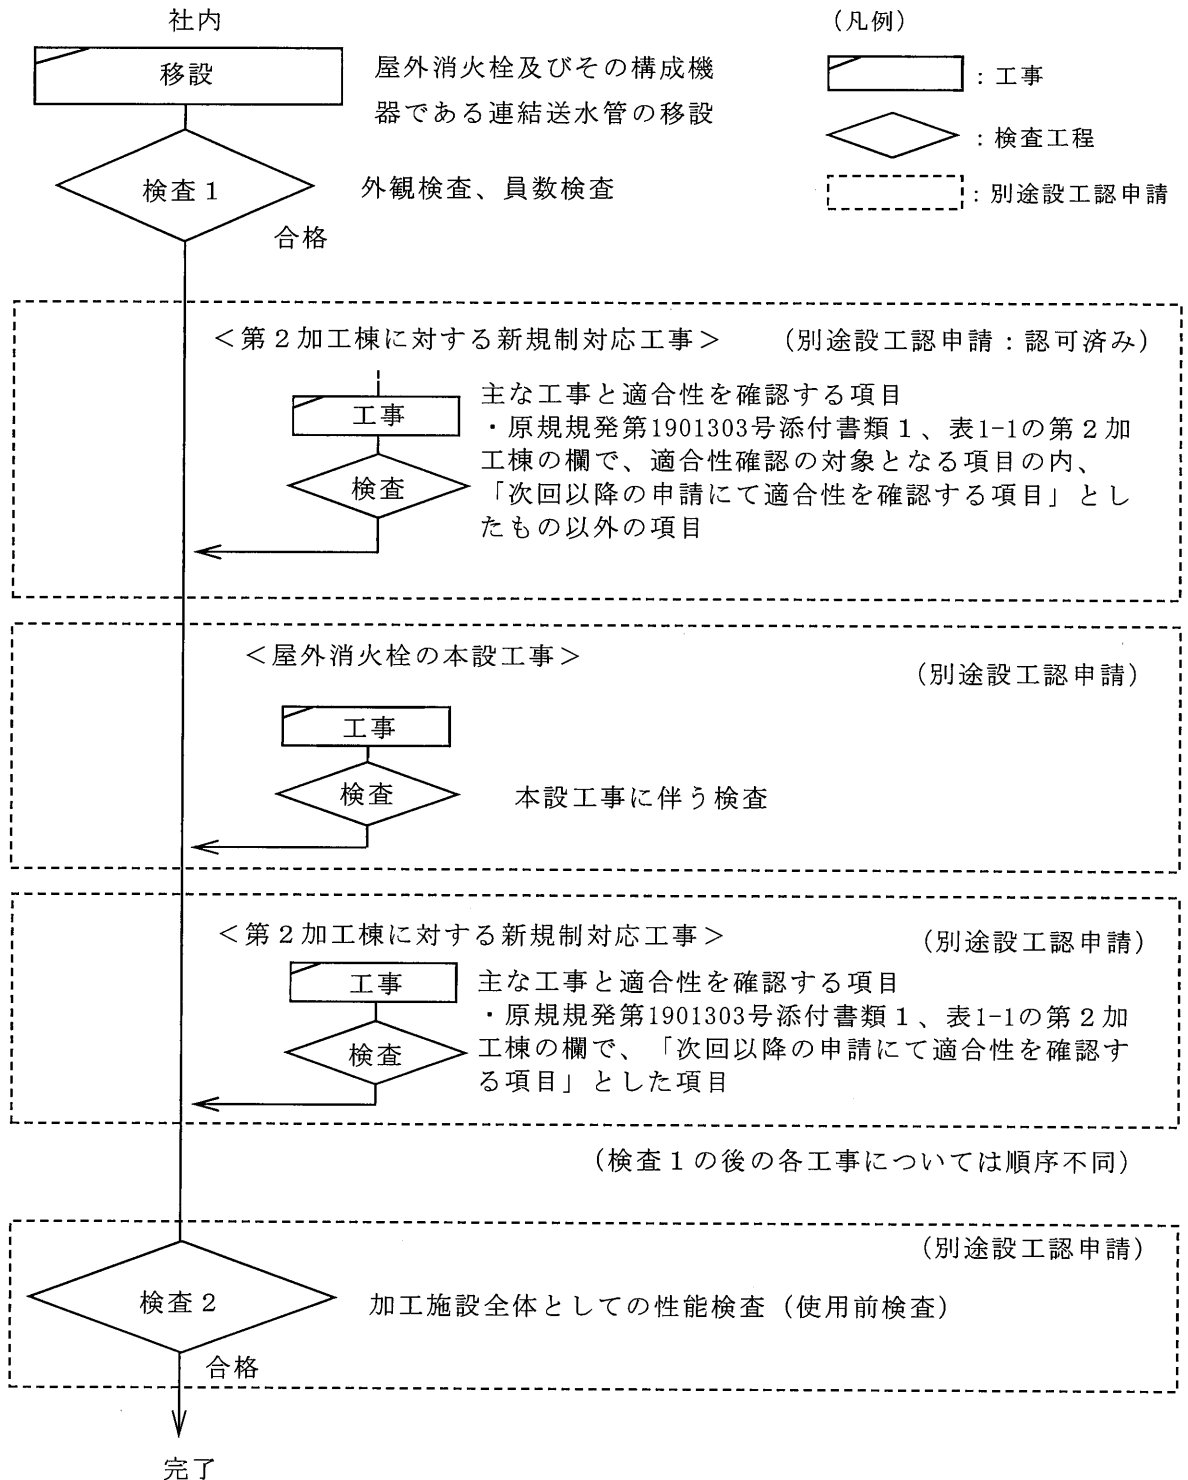 社内
移設
屋外消火栓及びその構成機
器である連結送水管の移設
検査1
外観検査、員数検査
合格
(凡例)
:工事
:検査工程
:別途設工認申請
<第2加工棟に対する新規制対応工事>
(別途設工認申請:認可済み)
工事
検査
主な工事と適合性を確認する項目
・原規規発第1901303号添付書類1、表1-1の第2加
工棟の欄で、適合性確認の対象となる項目の内、
「次回以降の申請にて適合性を確認する項目」とし
たもの以外の項目
<屋外消火栓の本設工事>
(別途設工認申請)
工事
検査
本設工事に伴う検査
<第2加工棟に対する新規制対応工事>
(別途設工認申請)
工事
検査
主な工事と適合性を確認する項目
・原規規発第1901303号添付書類1、表1-1の第2加
工棟の欄で、「次回以降の申請にて適合性を確認す
る項目」とした項目
(検査1の後の各工事については順序不同)
(別途設工認申請)
検査2
加工施設全体としての性能検査(使用前検査)
合格
完了